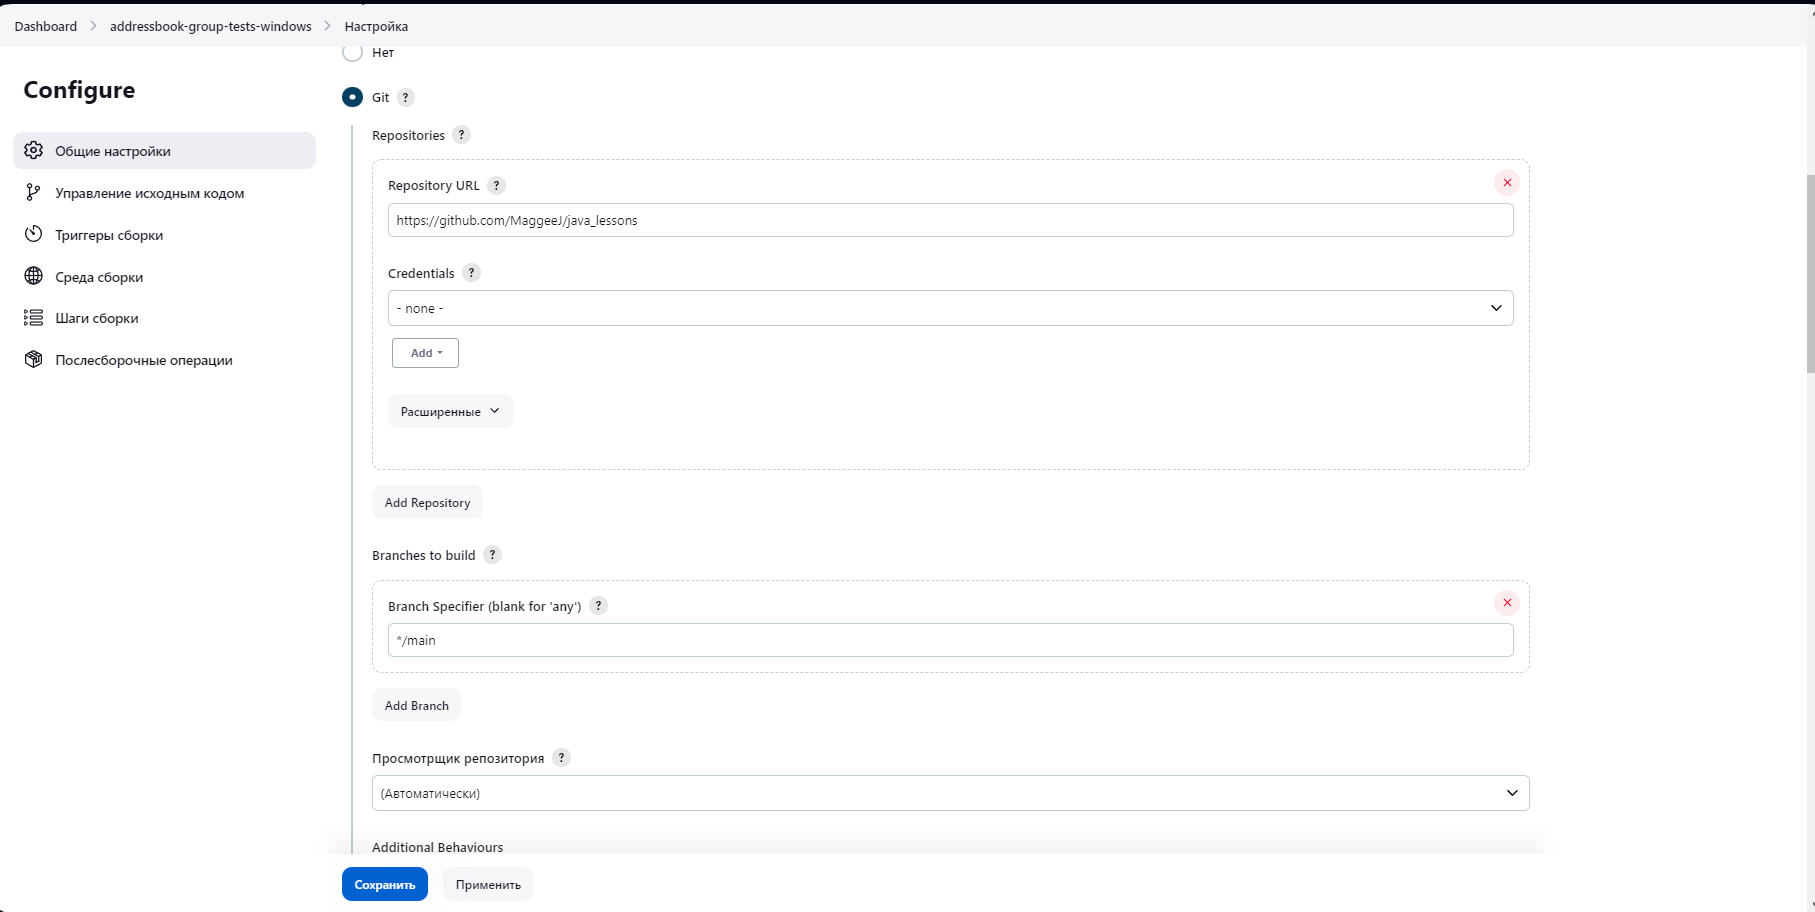 Dashboard > addressbook-group-tests-windows > Настройка
Configure
Общие настройки
Управление исходным кодом
Триггеры сборки
Среда сборки
Шаги сборки
Послесборочные операции
Нет
Git ?
Repositories ?
Repository URL ?
https://github.com/MaggeeJ/java_lessons
Credentials ?
- none -
Add
Расширенные
Add Repository
Branches to build ?
Branch Specifier (blank for 'any') ?
*/main
Add Branch
Просмотрщик репозитория ?
(Автоматически)
Additional Behaviours
Сохранить
Применить